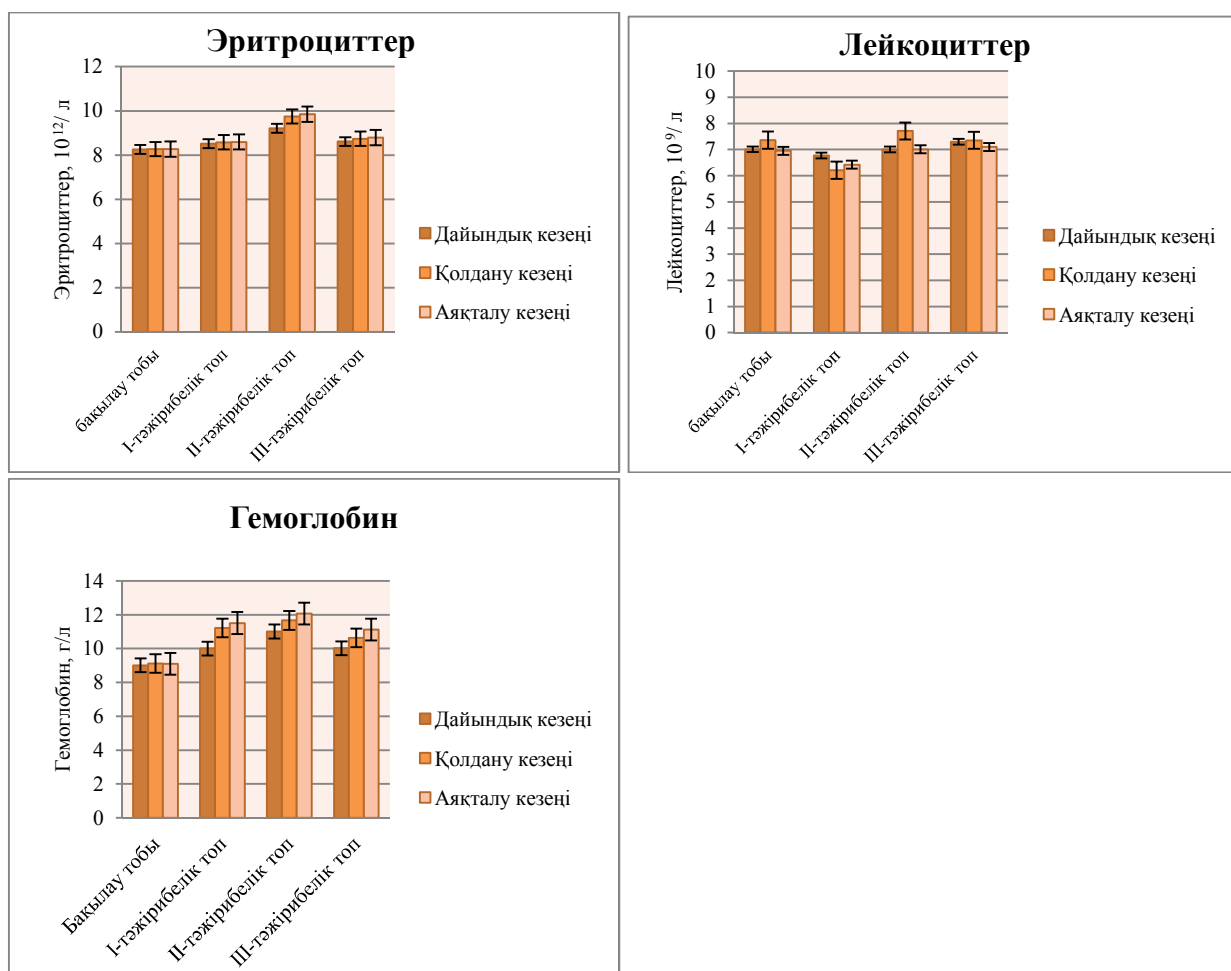 Эритроциттер
Эритроциттер, 10¹²/ л
12
10
8
6
4
2
0
бақылау тобы
I-тәжірибелік топ
II-тәжірибелік топ
III-тәжірибелік топ
Дайындық кезеңі
Қолдану кезеңі
Аяқталу кезеңі
Лейкоциттер
Лейкоциттер, 10⁹/ л
10
9
8
7
6
5
4
3
2
1
0
бақылау тобы
I-тәжірибелік топ
II-тәжірибелік топ
III-тәжірибелік топ
Дайындық кезеңі
Қолдану кезеңі
Аяқталу кезеңі
Гемоглобин
Гемоглобин, г/л
14
12
10
8
6
4
2
0
Бақылау тобы
I-тәжірибелік топ
II-тәжірибелік топ
III-тәжірибелік топ
Дайындық кезеңі
Қолдану кезеңі
Аяқталу кезеңі